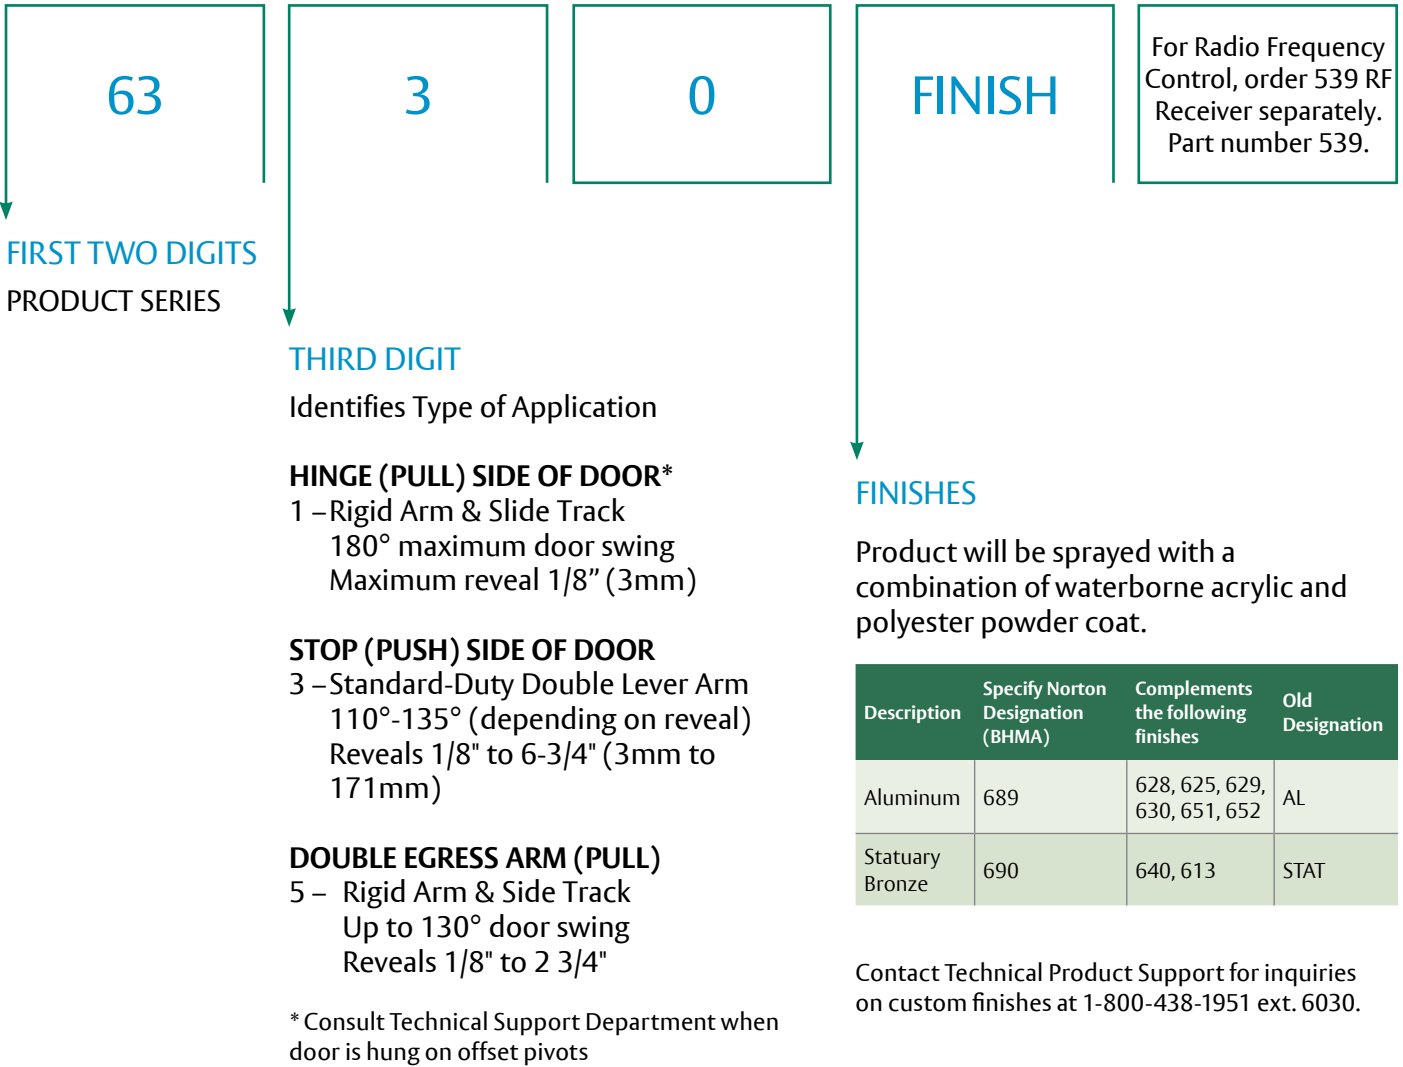 63
3
0
FINISH
For Radio Frequency
Control, order 539 RF
Receiver separately.
Part number 539.
FIRST TWO DIGITS
PRODUCT SERIES
THIRD DIGIT
Identifies Type of Application
HINGE (PULL) SIDE OF DOOR*
1 – Rigid Arm & Slide Track
180° maximum door swing
Maximum reveal 1/8” (3mm)
STOP (PUSH) SIDE OF DOOR
3 – Standard-Duty Double Lever Arm
110°-135° (depending on reveal)
Reveals 1/8" to 6-3/4" (3mm to
171mm)
DOUBLE EGRESS ARM (PULL)
5 – Rigid Arm & Side Track
Up to 130° door swing
Reveals 1/8" to 2 3/4"
* Consult Technical Support Department when
door is hung on offset pivots
FINISHES
Product will be sprayed with a
combination of waterborne acrylic and
polyester powder coat.
Description
Specify Norton
Designation
(BHMA)
Complements
the following
finishes
Old
Designation
Aluminum
689
628, 625, 629,
630, 651, 652
AL
Statuary
Bronze
690
640, 613
STAT
Contact Technical Product Support for inquiries
on custom finishes at 1-800-438-1951 ext. 6030.